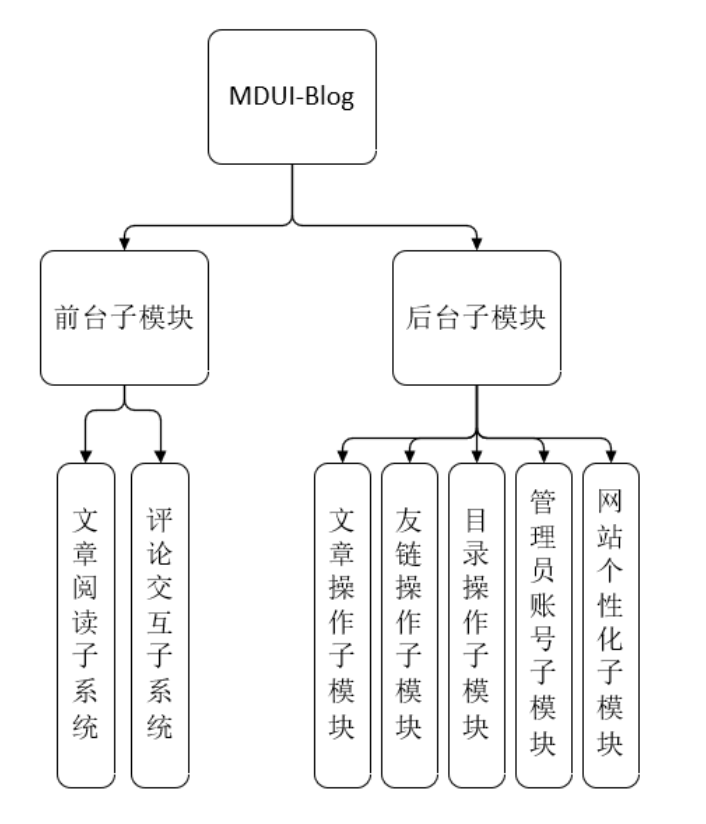 MDUI-Blog
前台子模块
后台子模块
文章阅读子系统
评论交互子系统
文章操作子模块
友链操作子模块
目录操作子模块
管理员账号子模块
网站个性化子模块